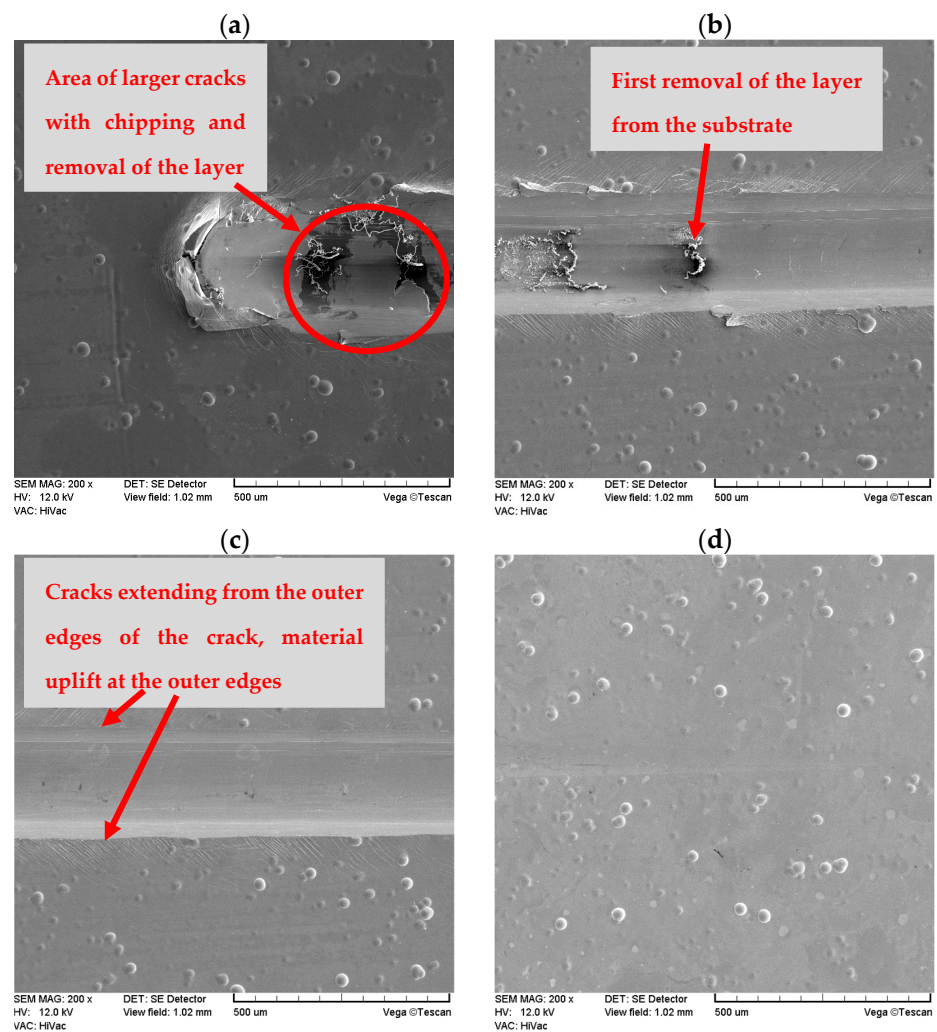 (a)
Area of larger cracks
with chipping and
removal of the layer
SEM MAG: 200 x DET: SE Detector
HV: 12.0 kV View field: 1.02 mm 500 um Vega ©Tescan
VAC: HiVac
(b)
First removal of the layer
from the substrate
SEM MAG: 200 x DET: SE Detector
HV: 12.0 kV View field: 1.02 mm 500 um Vega ©Tescan
VAC: HiVac
(c)
Cracks extending from the outer
edges of the crack, material
uplift at the outer edges
SEM MAG: 200 x DET: SE Detector
HV: 12.0 kV View field: 1.02 mm 500 um Vega ©Tescan
VAC: HiVac
(d)
SEM MAG: 200 x DET: SE Detector
HV: 12.0 kV View field: 1.02 mm 500 um Vega ©Tescan
VAC: HiVac